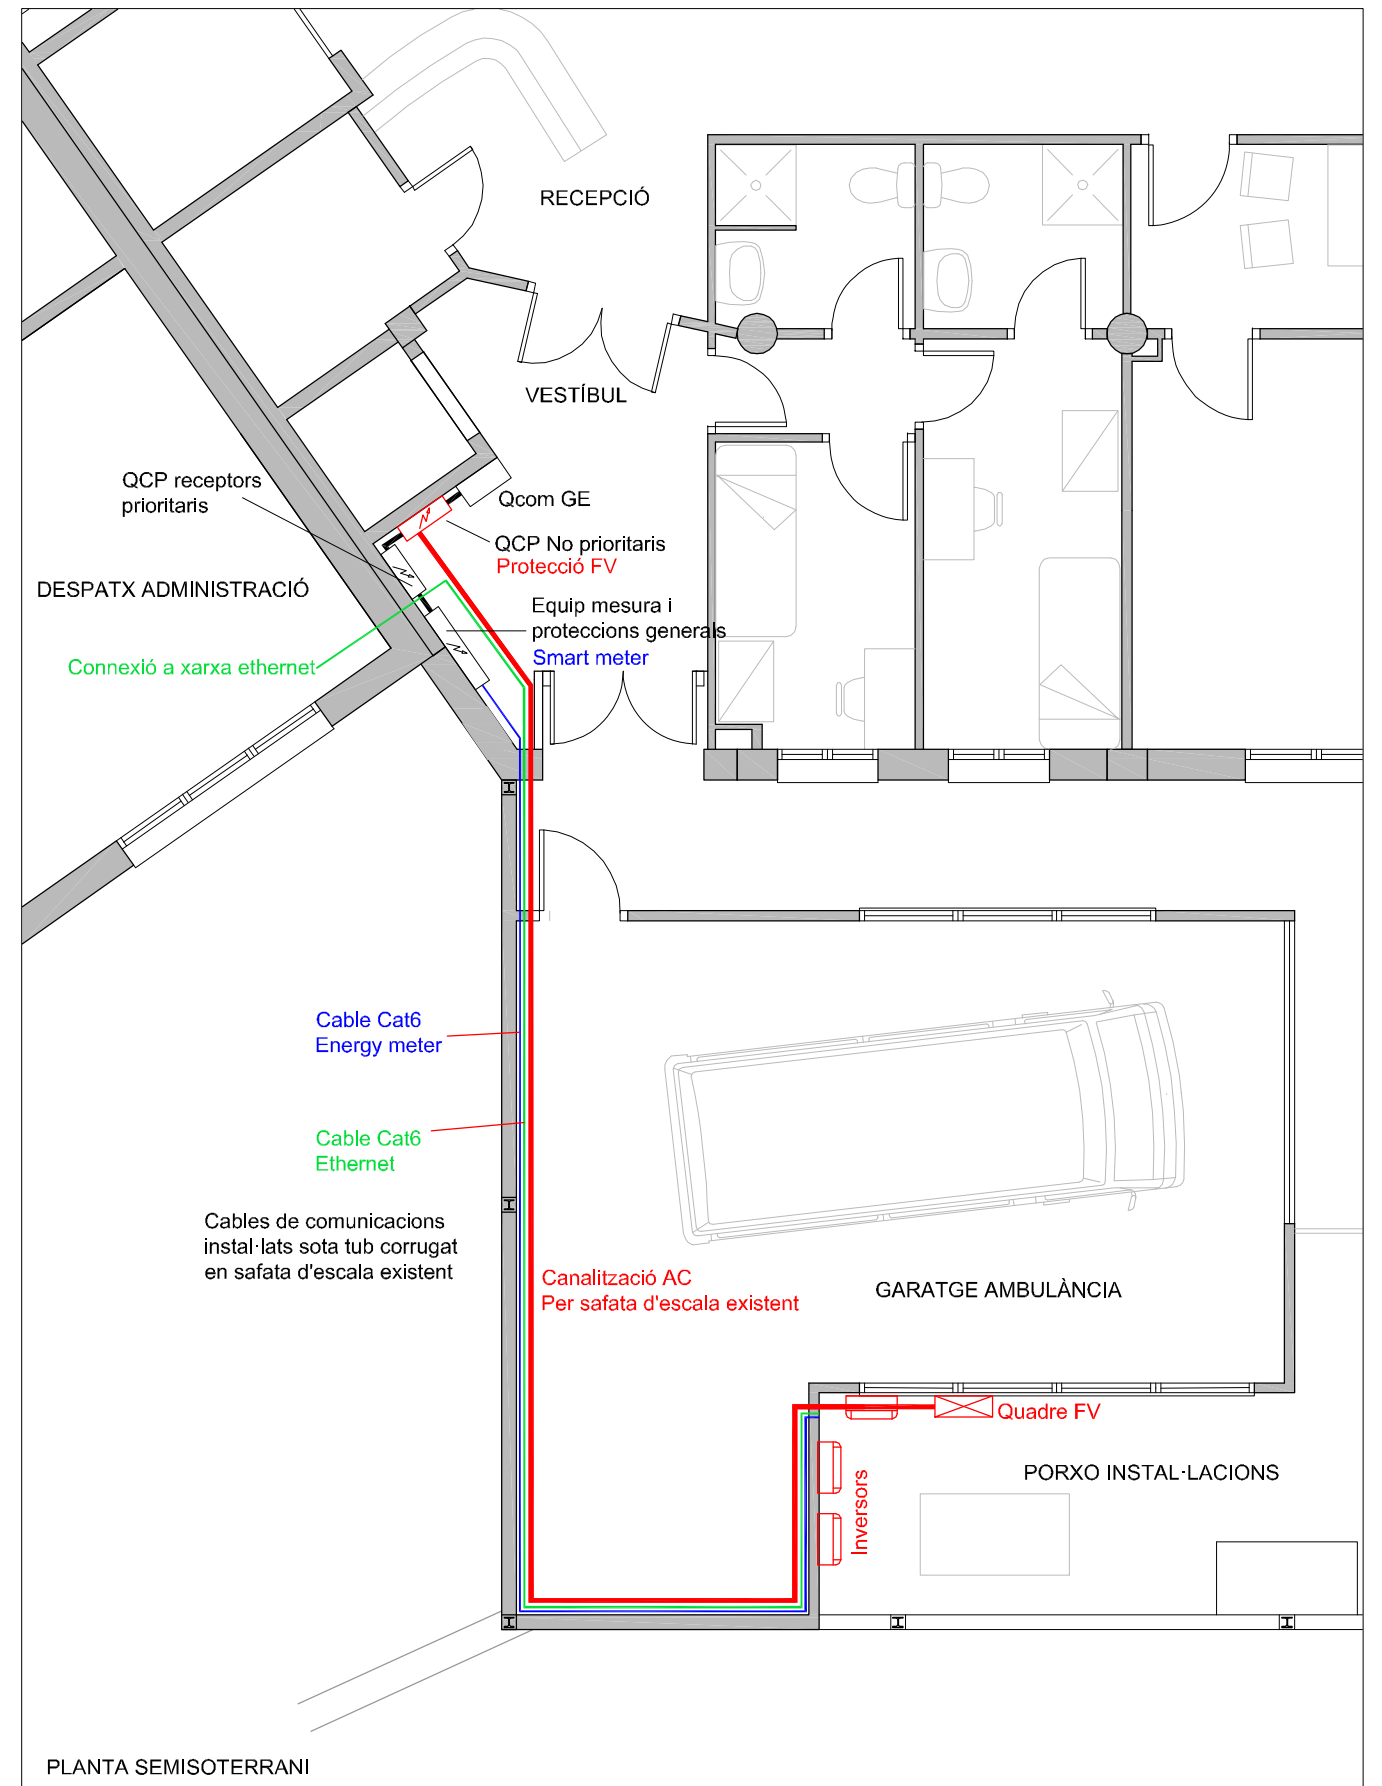 RECEPCIÓ
VESTÍBUL
QCP receptors
prioritaris
Qcom GE
QCP No prioritaris
Protecció FV
DESPATX ADMINISTRACIÓ
Equip mesura i
proteccions generals
Smart meter
Connexió a xarxa ethernet
Cable Cat6
Energy meter
Cable Cat6
Ethernet
Cables de comunicacions
instal·lats sota tub corrugat
en safata d'escala existent
Canalització AC
Per safata d'escala existent
GARATGE AMBULÀNCIA
Quadre FV
PORXO INSTAL·LACIONS
Inversors
PLANTA SEMISOTERRANI